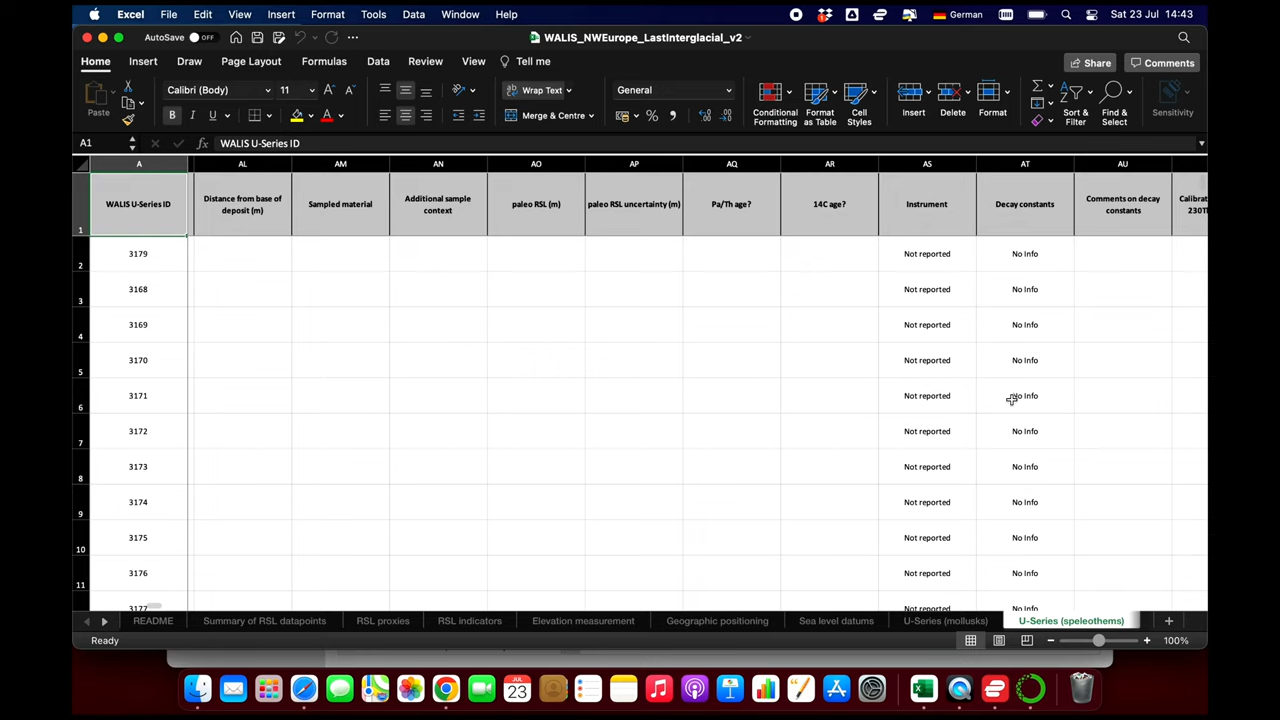 Excel File Edit View Insert Format Tools Data Window Help German Sat 23 Jul 14:43
AutoSave OFF WALIS_NWEurope_LastInterglacial_v2
Home Insert Draw Page Layout Formulas Data Review View Tell me Share Comments
Paste Calibri (Body) 11 Wrap Text General Conditional Formatting Format as Table Cell Styles Insert Delete Format Sort & Filter Find & Select Sensitivity
B I U Merge & Centre
A1 fx WALIS U-Series ID
A AL AM AN AO AP AQ AR AS AT AU
1 WALIS U-Series ID Distance from base of deposit (m) Sampled material Additional sample context paleo RSL (m) paleo RSL uncertainty (m) Pa/Th age? 14C age? Instrument Decay constants Comments on decay constants
2 3179 Not reported No Info
3 3168 Not reported No Info
4 3169 Not reported No Info
5 3170 Not reported No Info
6 3171 Not reported No Info
7 3172 Not reported No Info
8 3173 Not reported No Info
9 3174 Not reported No Info
10 3175 Not reported No Info
11 3176 Not reported No Info
3177 Not reported No Info
README Summary of RSL datapoints RSL proxies RSL indicators Elevation measurement Geographic positioning Sea level datums U-Series (mollusks) U-Series (speleothems)
Ready 100%
JUL 23